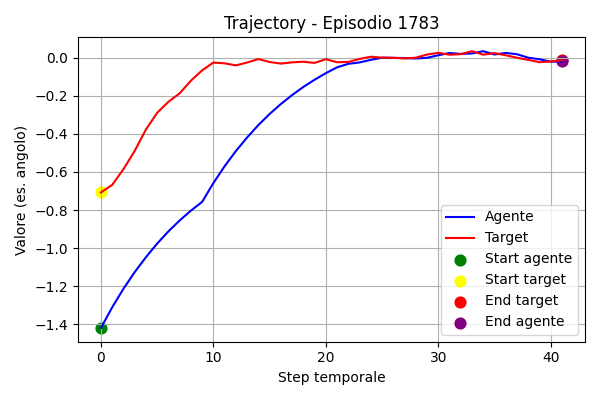 Trajectory - Episodio 1783
Valore (es. angolo)
0.0
−0.2
−0.4
−0.6
−0.8
−1.0
−1.2
−1.4
0
10
20
30
40
Step temporale
Agente
Target
Start agente
Start target
End target
End agente